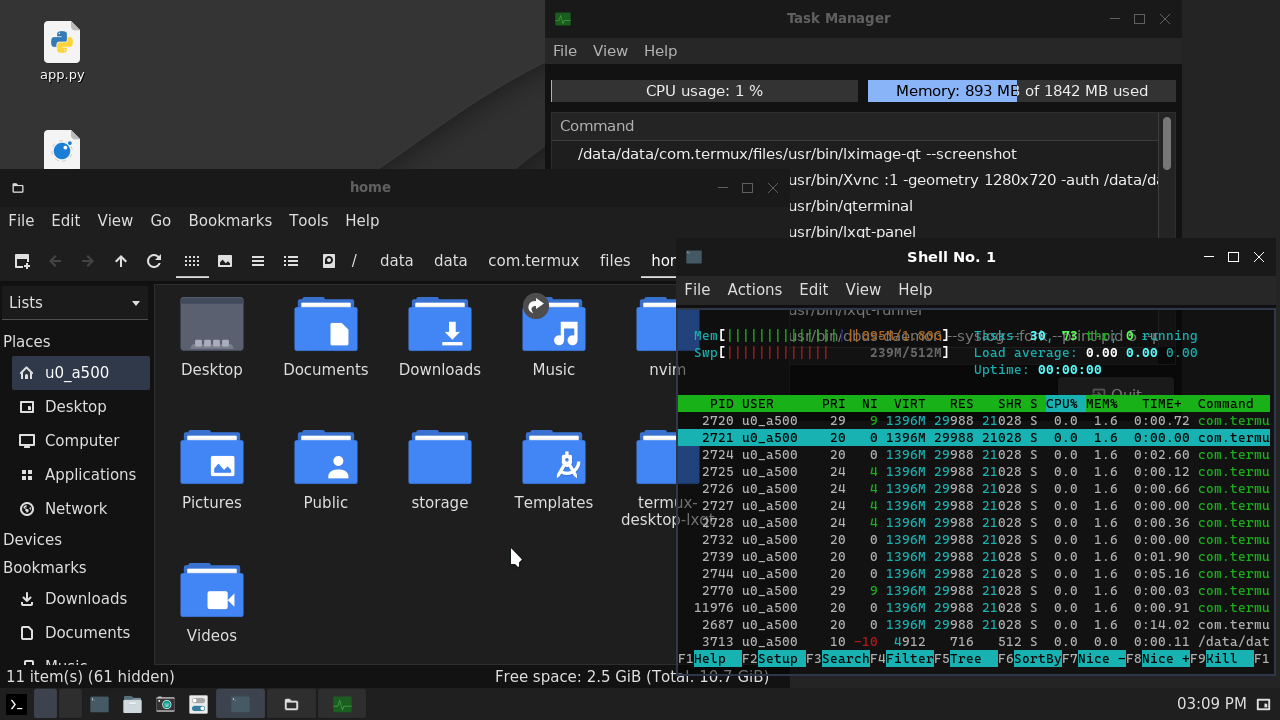 app.py
Task Manager
File View Help
CPU usage: 1 %
Memory: 893 MB of 1842 MB used
Command
/data/data/com.termux/files/usr/bin/lximage-qt --screenshot
usr/bin/Xvnc :1 -geometry 1280x720 -auth /data/da
usr/bin/qterminal
usr/bin/lxqt-panel
lxqt-runner
Quit
home
File Edit View Go Bookmarks Tools Help
/ data data com.termux files hom
Lists
Places
u0_a500
Desktop
Computer
Applications
Network
Devices
Bookmarks
Downloads
Documents
Music
Desktop
Documents
Downloads
Music
nvim
Pictures
Public
storage
Templates
termux-
desktop-lxqt
Videos
11 item(s) (61 hidden)
Free space: 2.5 GiB (Total: 10.7 GiB)
Shell No. 1
File Actions Edit View Help
Mem[|||||||||||||||||895M/1.80G]
Swp[||||||||||||| 239M/512M]
Tasks: 30, 73 thr; 0 running
Load average: 0.00 0.00 0.00
Uptime: 00:00:00
PID USER PRI NI VIRT RES SHR S CPU% MEM% TIME+ Command
2720 u0_a500 29 9 1396M 29988 21028 S 0.0 1.6 0:00.72 com.termu
2721 u0_a500 20 0 1396M 29988 21028 S 0.0 1.6 0:00.00 com.termu
2724 u0_a500 20 0 1396M 29988 21028 S 0.0 1.6 0:02.60 com.termu
2725 u0_a500 24 4 1396M 29988 21028 S 0.0 1.6 0:00.12 com.termu
2726 u0_a500 24 4 1396M 29988 21028 S 0.0 1.6 0:00.66 com.termu
2727 u0_a500 24 4 1396M 29988 21028 S 0.0 1.6 0:00.00 com.termu
2728 u0_a500 24 4 1396M 29988 21028 S 0.0 1.6 0:00.36 com.termu
2732 u0_a500 20 0 1396M 29988 21028 S 0.0 1.6 0:00.00 com.termu
2739 u0_a500 20 0 1396M 29988 21028 S 0.0 1.6 0:01.90 com.termu
2744 u0_a500 20 0 1396M 29988 21028 S 0.0 1.6 0:05.16 com.termu
2770 u0_a500 29 9 1396M 29988 21028 S 0.0 1.6 0:00.03 com.termu
11976 u0_a500 20 0 1396M 29988 21028 S 0.0 1.6 0:00.91 com.termu
2687 u0_a500 20 0 1396M 29988 21028 S 0.0 1.6 0:14.02 com.termu
3713 u0_a500 10 -10 4912 716 512 S 0.0 0.0 0:00.11 /data/dat
F1Help F2Setup F3SearchF4FilterF5Tree F6SortByF7Nice -F8Nice +F9Kill F1
03:09 PM